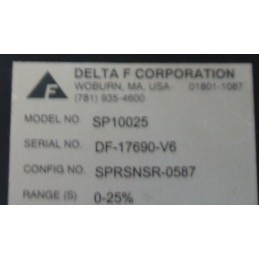 DELTA F CORPORATION
WOBURN, MA. USA 01801-1087
(781) 935-4600
F
MODEL NO. SP10025
SERIAL NO. DF-17690-V6
CONFIG NO. SPRSNSR-0587
RANGE (S) 0-25%